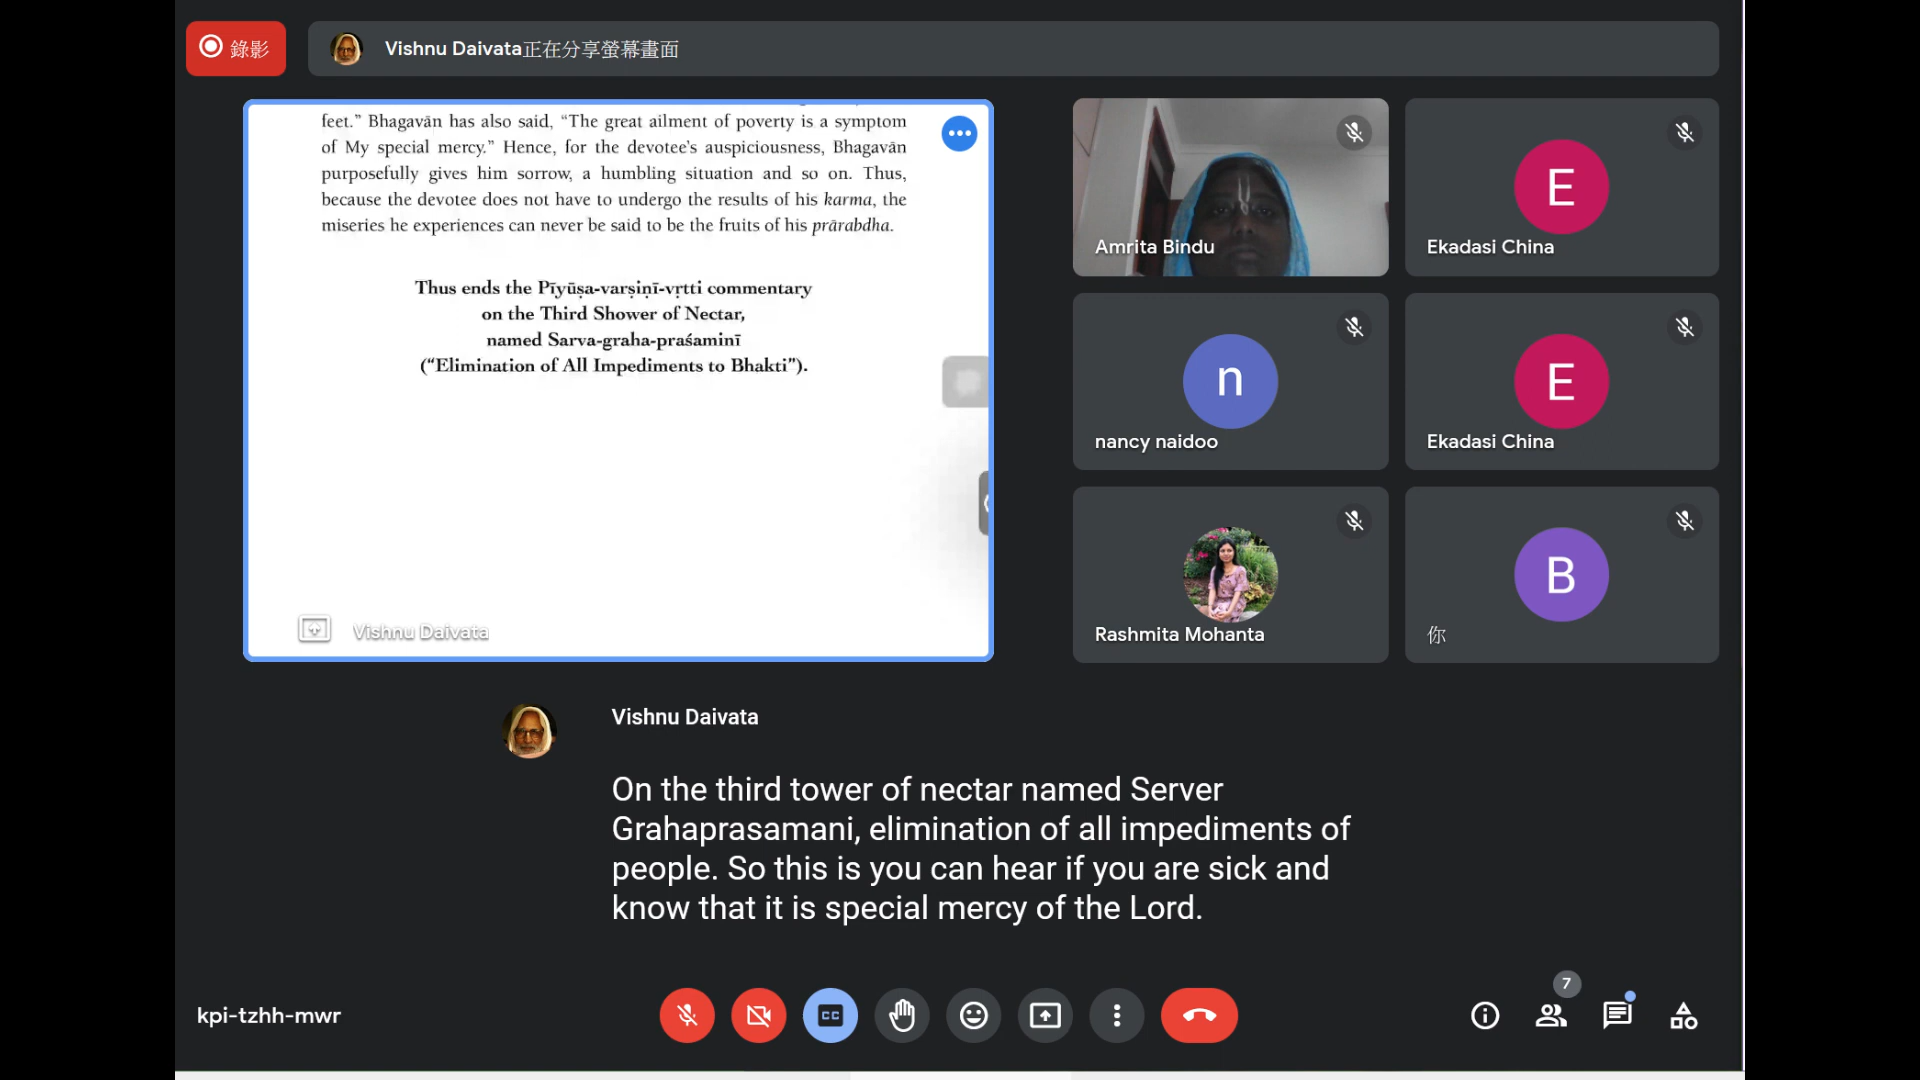 錄影
Vishnu Daivata正在分享螢幕畫面
feet.” Bhagavān has also said, “The great ailment of poverty is a symptom
of My special mercy.” Hence, for the devotee’s auspiciousness, Bhagavān
purposefully gives him sorrow, a humbling situation and so on. Thus,
because the devotee does not have to undergo the results of his karma, the
miseries he experiences can never be said to be the fruits of his prārabdha.
Thus ends the Pīyūṣa-varṣiṇī-vṛtti commentary
on the Third Shower of Nectar,
named Sarva-graha-praśaminī
(“Elimination of All Impediments to Bhakti”).
Vishnu Daivata
Amrita Bindu
E
Ekadasi China
n
nancy naidoo
E
Ekadasi China
Rashmita Mohanta
B
你
Vishnu Daivata
On the third tower of nectar named Server
Grahaprasamani, elimination of all impediments of
people. So this is you can hear if you are sick and
know that it is special mercy of the Lord.
kpi-tzhh-mwr
CC
7